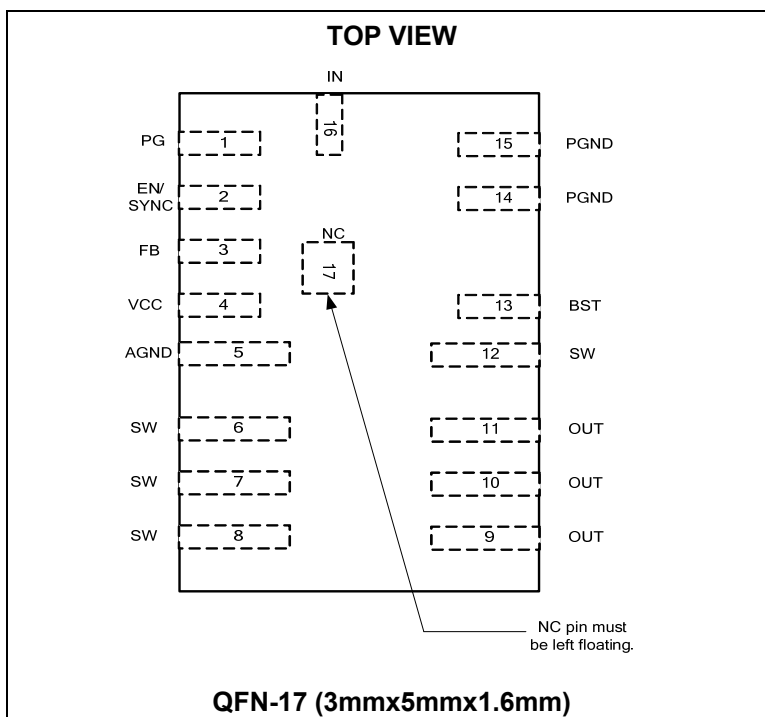 TOP VIEW
IN
16
PG 1
15 PGND
EN/
SYNC 2
14 PGND
FB 3
NC
17
VCC 4
13 BST
AGND 5
12 SW
SW 6
11 OUT
SW 7
10 OUT
SW 8
9 OUT
NC pin must
be left floating.
QFN-17 (3mmx5mmx1.6mm)